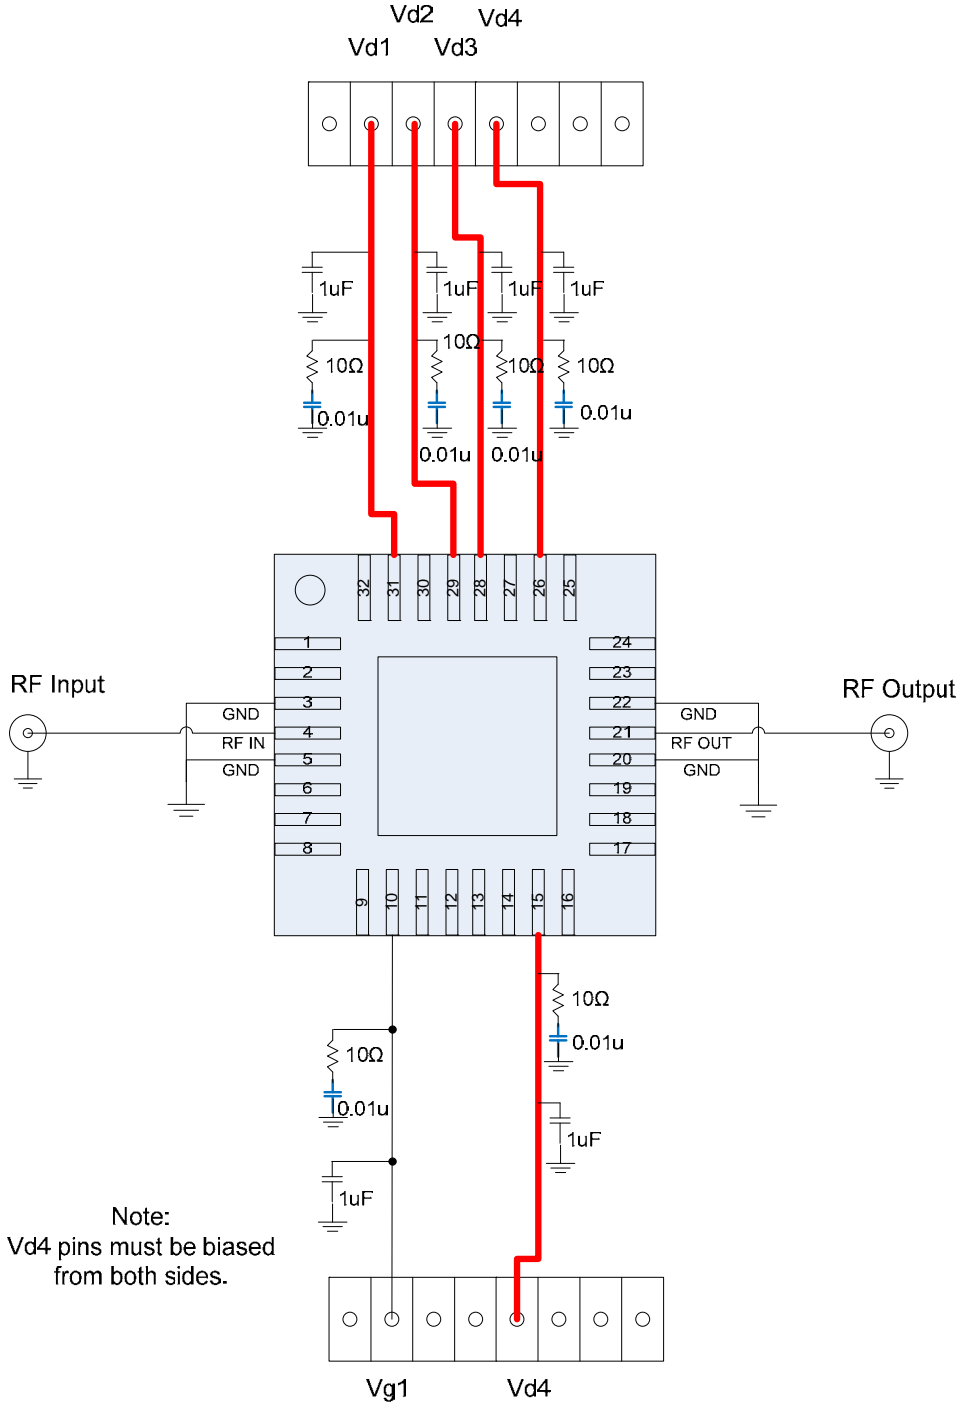 Vd2
Vd4
Vd1
Vd3
1uF
1uF
1uF
1uF
10Ω
10Ω
10Ω
10Ω
0.01u
0.01u
0.01u
0.01u
32
31
30
29
28
27
26
25
1
24
2
23
RF Input
RF Output
3
22
GND
GND
4
21
RF IN
RF OUT
5
20
GND
GND
6
19
7
18
8
17
9
10
11
12
13
14
15
16
10Ω
0.01u
10Ω
0.01u
1uF
1uF
Note:
Vd4 pins must be biased
from both sides.
Vg1
Vd4